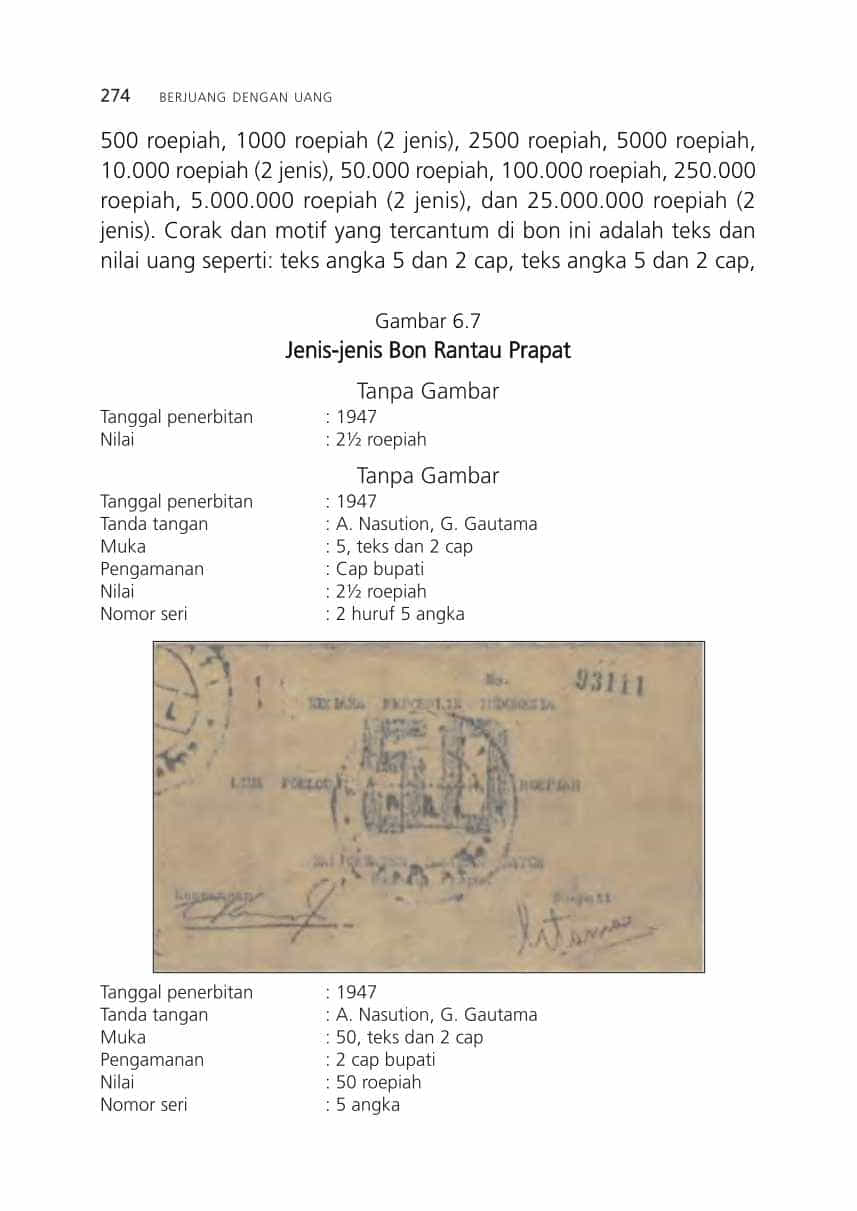 274 BERJUANG DENGAN UANG
500 roepiah, 1000 roepiah (2 jenis), 2500 roepiah, 5000 roepiah,
10.000 roepiah (2 jenis), 50.000 roepiah, 100.000 roepiah, 250.000
roepiah, 5.000.000 roepiah (2 jenis), dan 25.000.000 roepiah (2
jenis). Corak dan motif yang tercantum di bon ini adalah teks dan
nilai uang seperti: teks angka 5 dan 2 cap, teks angka 5 dan 2 cap,
Gambar 6.7
Jenis-jenis Bon Rantau Prapat
Tanpa Gambar
Tanggal penerbitan : 1947
Nilai : 2½ roepiah
Tanpa Gambar
Tanggal penerbitan : 1947
Tanda tangan : A. Nasution, G. Gautama
Muka : 5, teks dan 2 cap
Pengamanan : Cap bupati
Nilai : 2½ roepiah
Nomor seri : 2 huruf 5 angka
No. 93111
INDONESIA
50
ROEPIAH
Tanggal penerbitan : 1947
Tanda tangan : A. Nasution, G. Gautama
Muka : 50, teks dan 2 cap
Pengamanan : 2 cap bupati
Nilai : 50 roepiah
Nomor seri : 5 angka